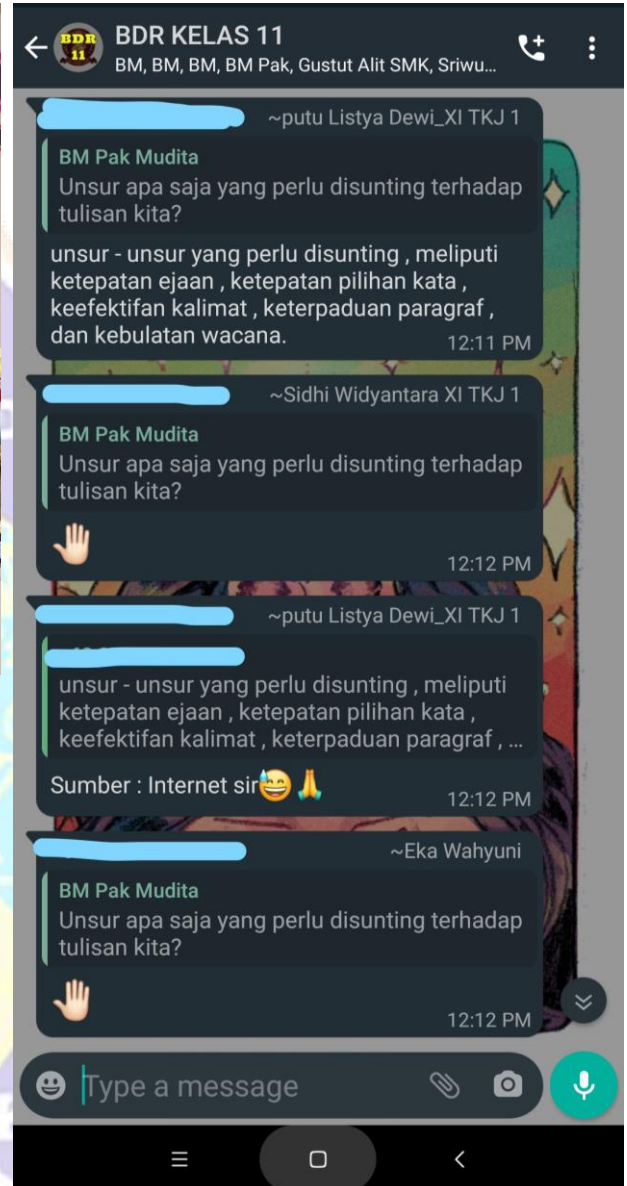 BDR
11
BDR KELAS 11
BM, BM, BM, BM Pak, Gustut Alit SMK, Sriwu...
~putu Listya Dewi_XI TKJ 1
BM Pak Mudita
Unsur apa saja yang perlu disunting terhadap
tulisan kita?
unsur - unsur yang perlu disunting , meliputi
ketepatan ejaan , ketepatan pilihan kata ,
keefektifan kalimat , keterpaduan paragraf ,
dan kebulatan wacana.
12:11 PM
~Sidhi Widyantara XI TKJ 1
BM Pak Mudita
Unsur apa saja yang perlu disunting terhadap
tulisan kita?
🤚🏻
12:12 PM
~putu Listya Dewi_XI TKJ 1
unsur - unsur yang perlu disunting , meliputi
ketepatan ejaan , ketepatan pilihan kata ,
keefektifan kalimat , keterpaduan paragraf , ...
Sumber : Internet sir😅🙏
12:12 PM
~Eka Wahyuni
BM Pak Mudita
Unsur apa saja yang perlu disunting terhadap
tulisan kita?
🤚🏻
12:12 PM
Type a message